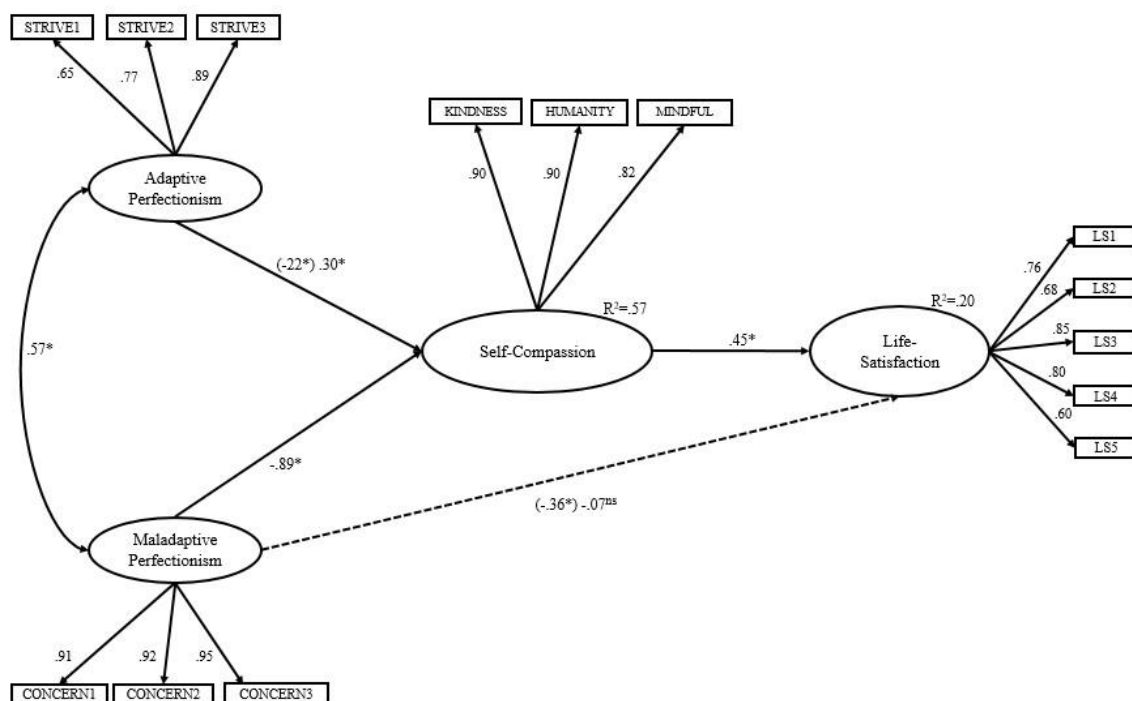 STRIVE1 STRIVE2 STRIVE3
.65 .77 .89
KINDNESS HUMANITY MINDFUL
.90 .90 .82
Adaptive
Perfectionism
(-22*) .30*
.57*
R²=.57
Self-Compassion
.45*
R²=.20
Life-
Satisfaction
.76 LS1
.68 LS2
.85 LS3
.80 LS4
.60 LS5
-.89*
(-.36*) -.07ⁿˢ
Maladaptive
Perfectionism
.91 .92 .95
CONCERN1 CONCERN2 CONCERN3